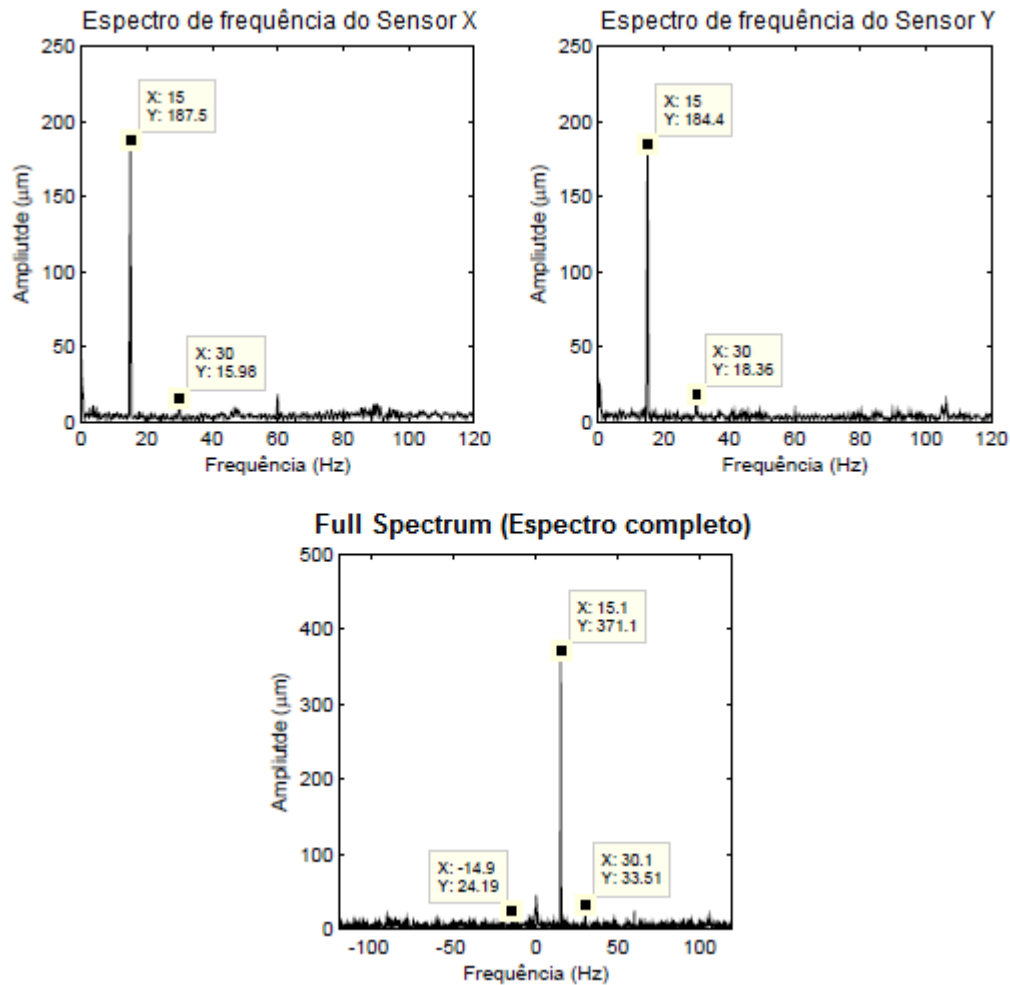 Espectro de frequência do Sensor X
250
200
150
100
50
0
0 20 40 60 80 100 120
Ampliutde (μm)
Frequência (Hz)
X: 15
Y: 187.5
X: 30
Y: 15.98
Espectro de frequência do Sensor Y
250
200
150
100
50
0
0 20 40 60 80 100 120
Ampliutde (μm)
Frequência (Hz)
X: 15
Y: 184.4
X: 30
Y: 18.36
Full Spectrum (Espectro completo)
500
400
300
200
100
0
-100 -50 0 50 100
Ampliutde (μm)
Frequência (Hz)
X: 15.1
Y: 371.1
X: -14.9
Y: 24.19
X: 30.1
Y: 33.51